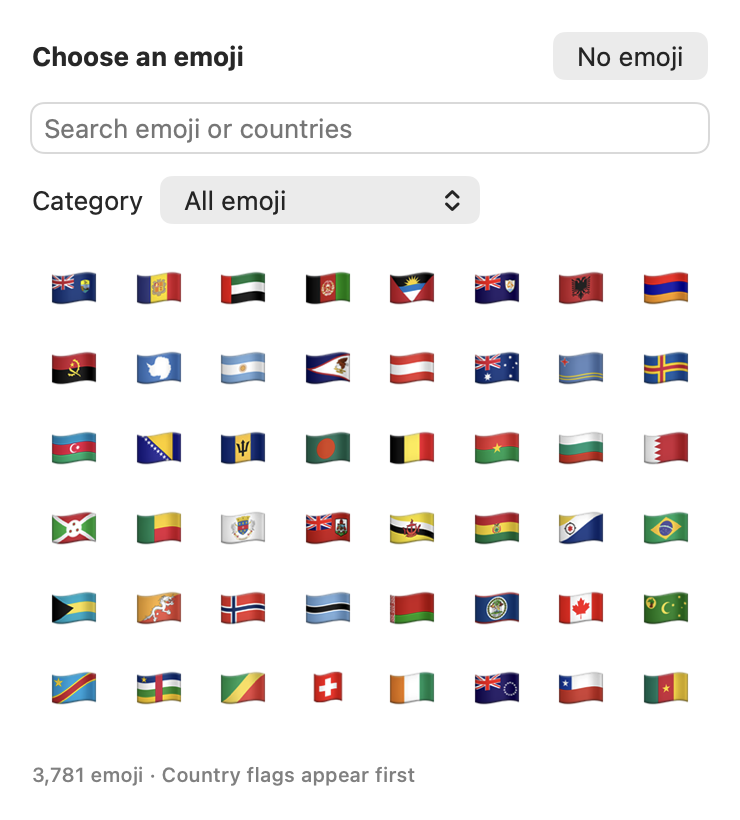 Choose an emoji
No emoji
Search emoji or countries
Category
All emoji
3,781 emoji · Country flags appear first